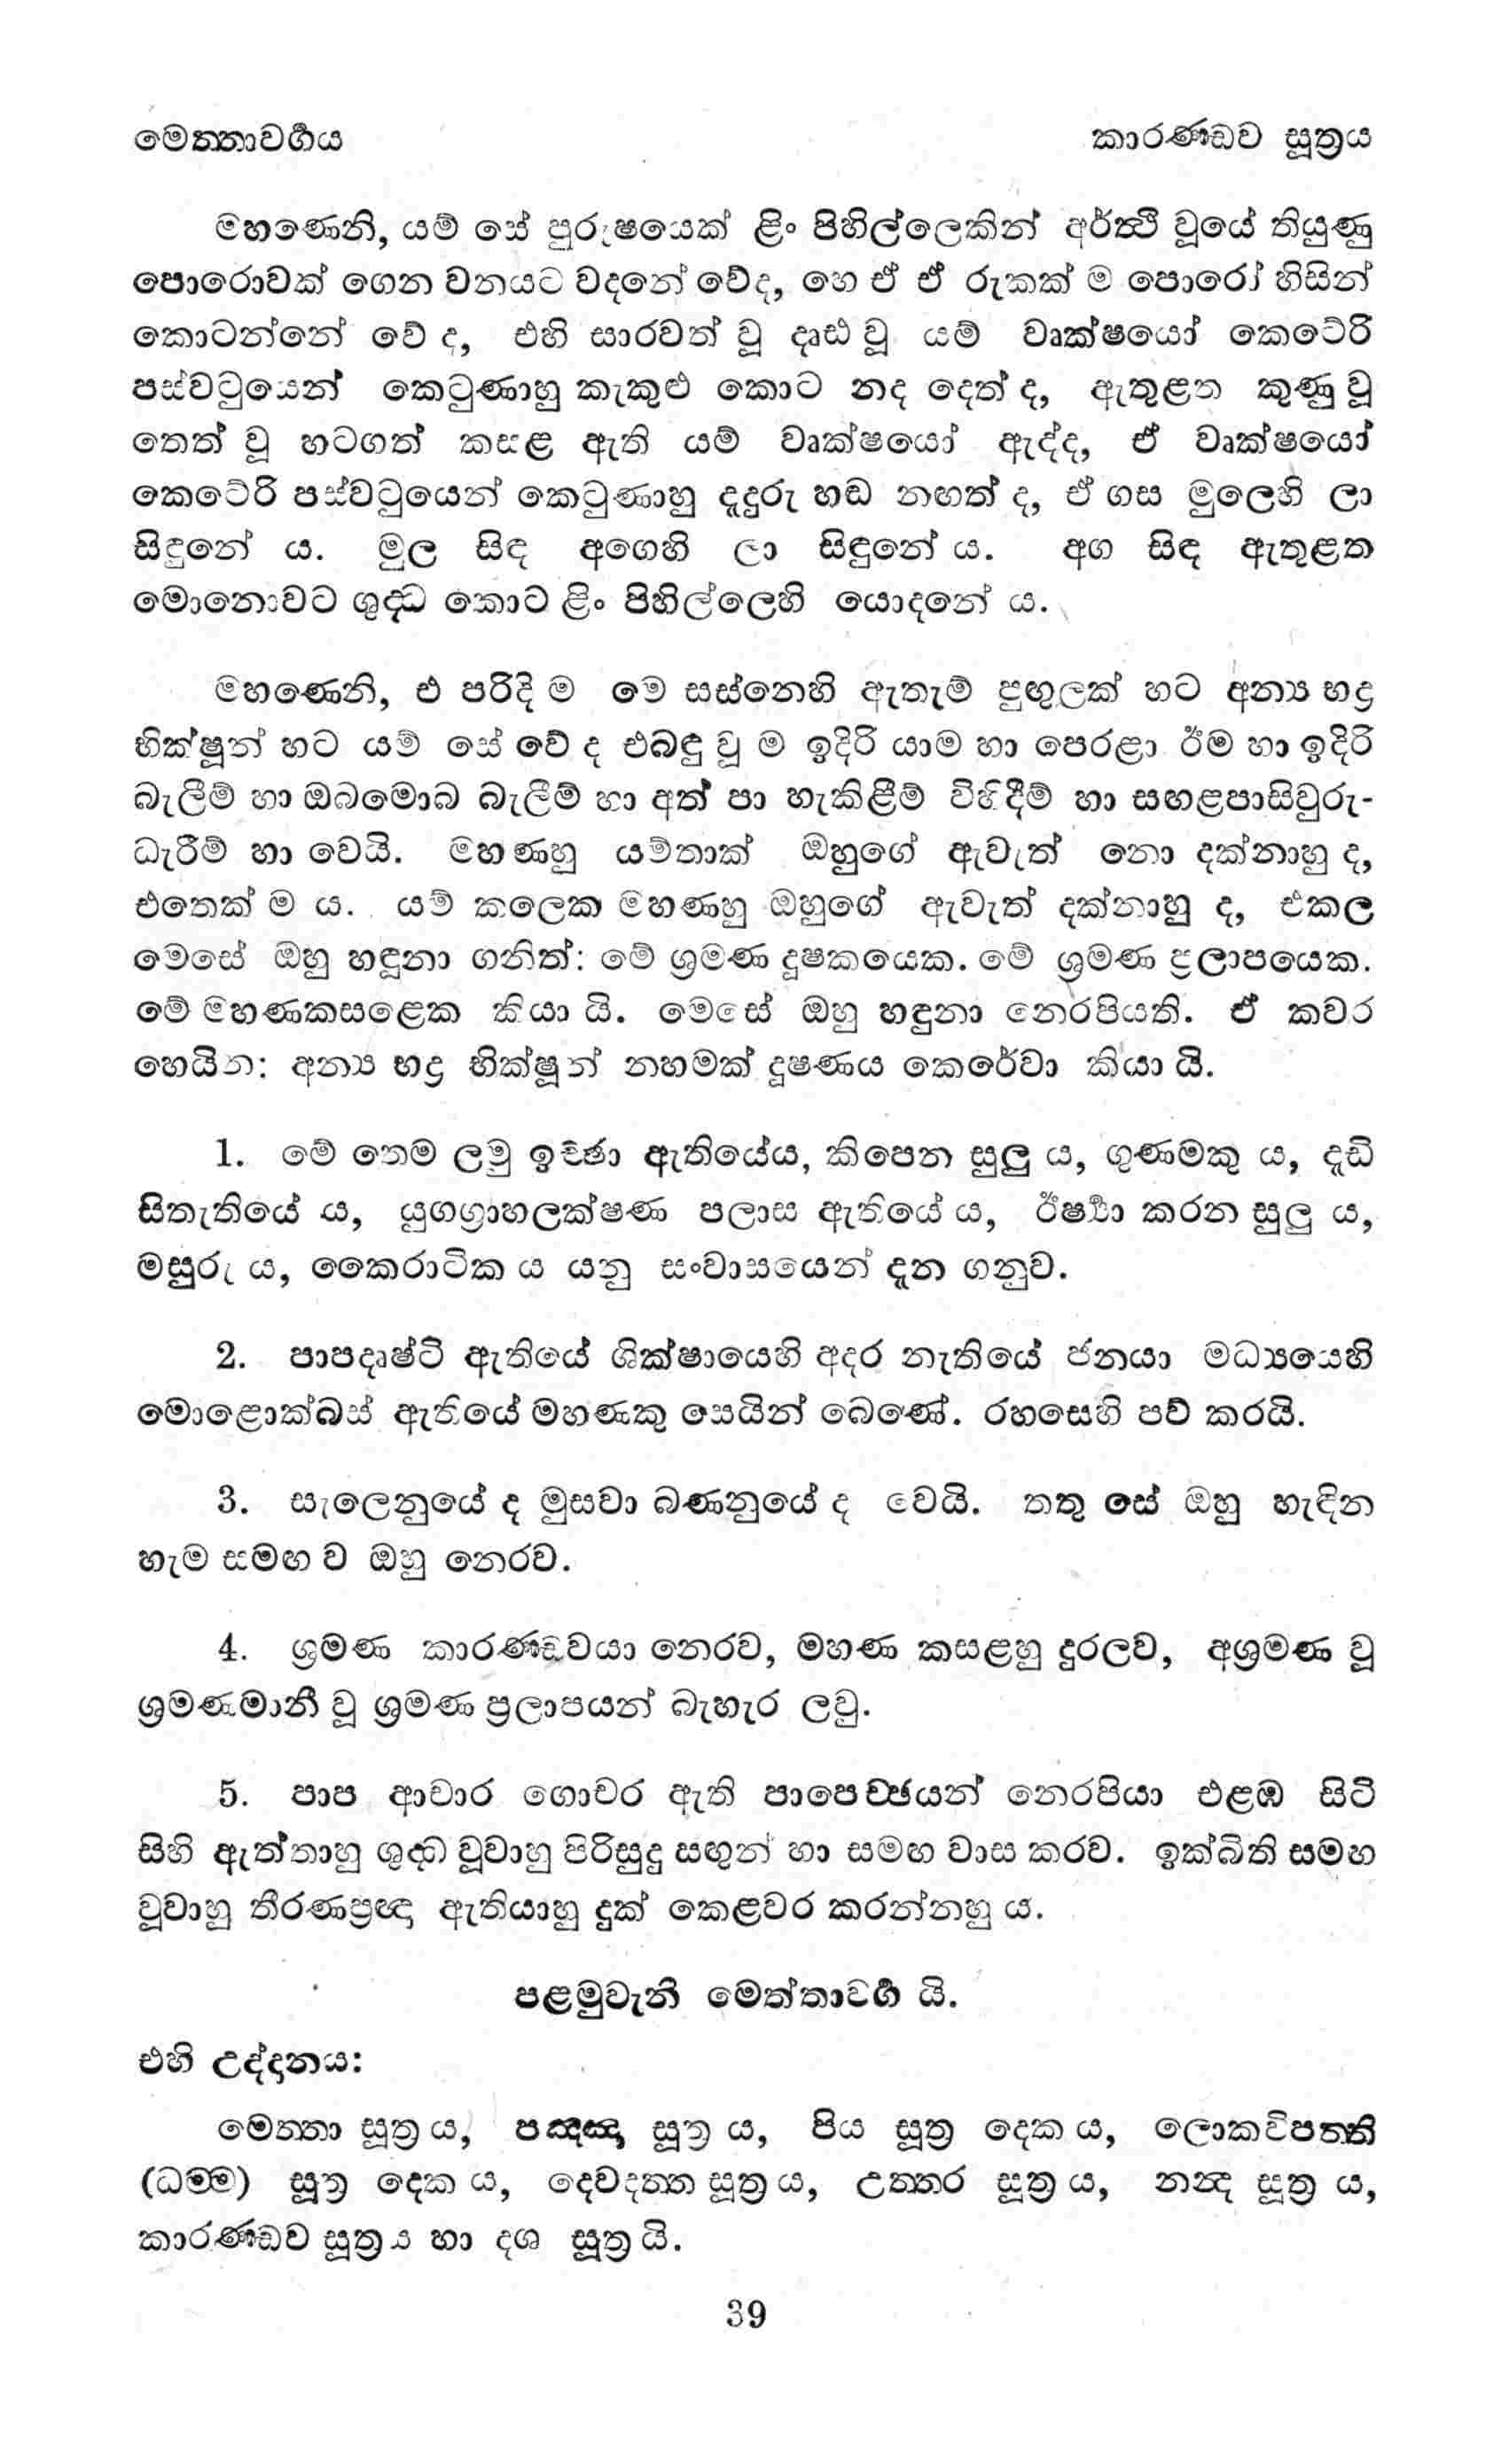 මෙත්තාවර්ගය කාරණ්ඩව සූත්‍රය
මහණෙනි, යම් සේ පුරුෂයෙක් ළිං පිහිල්ලෙකින් අර්ත්‍ථී වූයේ තියුණු
පොරොවක් ගෙන වනයට වදනේ වේද, හෙ ඒ ඒ රුකක් ම පොරෝ හිසින්
කොටන්නේ වේ ද, එහි සාරවත් වූ දෘඪ වූ යම් වෘක්ෂයෝ කෙටේරි
පස්වටුයෙන් කෙටුණාහු කැකුළු කොට නද දෙත් ද, ඇතුළත කුණු වූ
තෙත් වූ හටගත් කසළ ඇති යම් වෘක්ෂයෝ ඇද්ද, ඒ වෘක්ෂයෝ
කෙටේරි පස්වටුයෙන් කෙටුණාහු දූදුරු හඬ නඟත් ද, ඒ ගස මුලෙහි ලා
සිඳුනේ ය. මුල සිඳ අගෙහි ලා සිඳුනේ ය. අග සිඳ ඇතුළත
මොනොවට ශුද්ධ කොට ළිං පිහිල්ලෙහි යොදනේ ය.
මහණෙනි, එ පරිදි ම මෙ සස්නෙහි ඇතැම් පුඟුලක් හට අන්‍ය භද්‍ර
භික්ෂූන් හට යම් සේ වේ ද එබඳු වූ ම ඉදිරි යාම හා පෙරළා ඊම හා ඉදිරි
බැලීම් හා ඔබමොබ බැලීම් හා අත් පා හැකිළීම් විහිදීම් හා සඟළපාසිවුරු-
ධැරීම් හා වෙයි. මහණහු යම්තාක් ඔහුගේ ඇවැත් නො දක්නාහු ද,
එතෙක් ම ය. යම් කලෙක මහණහු ඔහුගේ ඇවැත් දක්නාහු ද, එකල
මෙසේ ඔහු හඳුනා ගනිත්: මේ ශ්‍රමණ දූෂකයෙක. මේ ශ්‍රමණ ප්‍රලාපයෙක.
මේ මහණකසළෙක කියා යි. මෙසේ ඔහු හඳුනා නෙරපියති. ඒ කවර
හෙයින: අන්‍ය භද්‍ර භික්ෂූන් නහමක් දූෂණය කෙරේවා කියා යි.
1. මේ තෙම ලමු ඉච්ඡා ඇතියේය, කිපෙන සුලු ය, ගුණමකු ය, දැඩි
සිතැතියේ ය, යුගග්‍රාහලක්ෂණ පලාස ඇතියේ ය, ඊර්ෂ්‍යා කරන සුලු ය,
මසුරු ය, කෛරාටික ය යනු සංවාසයෙන් දැන ගනුව.
2. පාපදෘෂ්ටි ඇතියේ ශික්ෂායෙහි අදර නැතියේ ජනයා මධ්‍යයෙහි
මොළොක්බස් ඇතියේ මහණකු සෙයින් බෙණේ. රහසෙහි පව් කරයි.
3. සැලෙනුයේ ද මුසවා බණනුයේ ද වෙයි. තතු සේ ඔහු හැඳින
හැම සමඟ ව ඔහු නෙරව.
4. ශ්‍රමණ කාරණ්ඩවයා නෙරව, මහණ කසළහු දුරලව, අශ්‍රමණ වූ
ශ්‍රමණමානී වූ ශ්‍රමණ ප්‍රලාපයන් බැහැර ලවු.
5. පාප ආචාර ගොචර ඇති පාපෙච්ඡයන් නෙරපියා එළඹ සිටි
සිහි ඇත්තාහු ශුද්ධ වූවාහු පිරිසුදු සඟුන් හා සමඟ වාස කරව. ඉක්බිති සමහ
වූවාහු තීරණප්‍රඥා ඇතියාහු දුක් කෙළවර කරන්නහු ය.
පළමුවැනි මෙත්තාවර්ග යි.
එහි උද්දානය:
මෙත්තා සූත්‍ර ය, පඤ්ඤා සූත්‍ර ය, පිය සූත්‍ර දෙක ය, ලොකවිපත්ති
(ධම්ම) සූත්‍ර දෙක ය, දෙවදත්ත සූත්‍ර ය, උත්තර සූත්‍ර ය, නන්ද සූත්‍ර ය,
කාරණ්ඩව සූත්‍ර ය හා දශ සූත්‍ර යි.
39